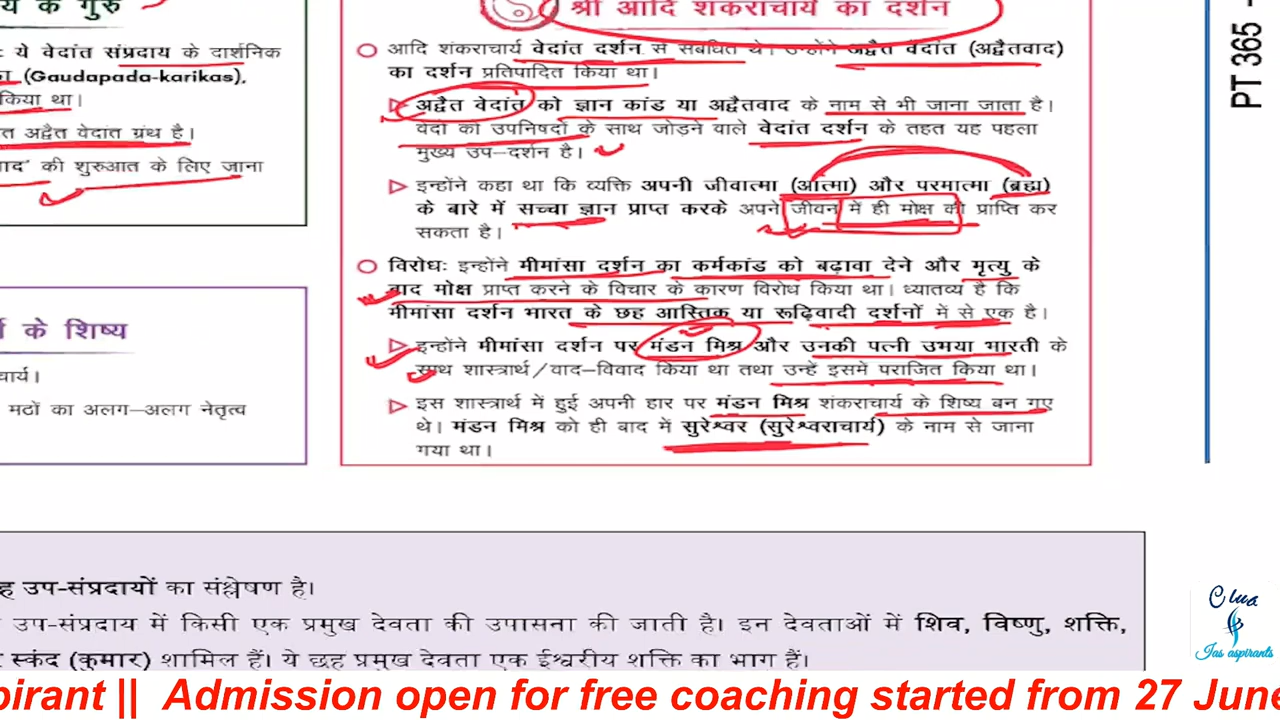 य के गुरु
: ये वेदांत संप्रदाय के दार्शनिक
का (Gaudapada-karikas),
किया था।
त अद्वैत वेदांत ग्रंथ है।
वाद' की शुरुआत के लिए जाना
र्य के शिष्य
चार्य।
मठों का अलग–अलग नेतृत्व
श्री आदि शंकराचार्य का दर्शन
आदि शंकराचार्य वेदांत दर्शन से संबंधित थे। उन्होंने अद्वैत वेदांत (अद्वैतवाद)
का दर्शन प्रतिपादित किया था।
अद्वैत वेदांत को ज्ञान कांड या अद्वैतवाद के नाम से भी जाना जाता है।
वेदों को उपनिषदों के साथ जोड़ने वाले वेदांत दर्शन के तहत यह पहला
मुख्य उप–दर्शन है।
इन्होंने कहा था कि व्यक्ति अपनी जीवात्मा (आत्मा) और परमात्मा (ब्रह्म)
के बारे में सच्चा ज्ञान प्राप्त करके अपने जीवन में ही मोक्ष की प्राप्ति कर
सकता है।
विरोधः इन्होंने मीमांसा दर्शन का कर्मकांड को बढ़ावा देने और मृत्यु के
बाद मोक्ष प्राप्त करने के विचार के कारण विरोध किया था। ध्यातव्य है कि
मीमांसा दर्शन भारत के छह आस्तिक या रूढ़िवादी दर्शनों में से एक है।
इन्होंने मीमांसा दर्शन पर मंडन मिश्र और उनकी पत्नी उभया भारती के
साथ शास्त्रार्थ/वाद–विवाद किया था तथा उन्हें इसमें पराजित किया था।
इस शास्त्रार्थ में हुई अपनी हार पर मंडन मिश्र शंकराचार्य के शिष्य बन गए
थे। मंडन मिश्र को ही बाद में सुरेश्वर (सुरेश्वराचार्य) के नाम से जाना
गया था।
PT 365 -
ह उप-संप्रदायों का संश्लेषण है।
उप-संप्रदाय में किसी एक प्रमुख देवता की उपासना की जाती है। इन देवताओं में शिव, विष्णु, शक्ति,
स्कंद (कुमार) शामिल हैं। ये छह प्रमुख देवता एक ईश्वरीय शक्ति का भाग हैं।
Jas aspirants
pirant || Admission open for free coaching started from 27 June